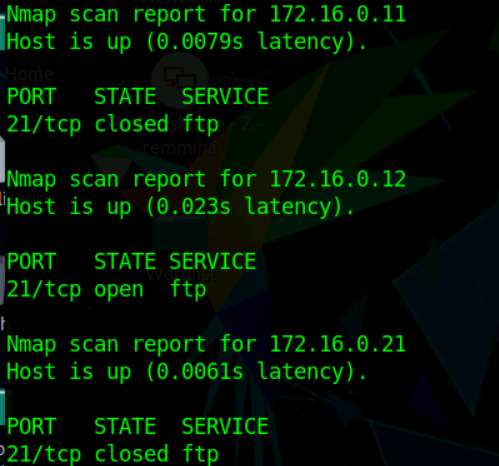 Nmap scan report for 172.16.0.11
Host is up (0.0079s latency).
Home
PORT   STATE  SERVICE
21/tcp closed ftp
remmina
Nmap scan report for 172.16.0.12
Host is up (0.023s latency).
PORT   STATE SERVICE
21/tcp open  ftp
Nmap scan report for 172.16.0.21
Host is up (0.0061s latency).
PORT   STATE  SERVICE
21/tcp closed ftp